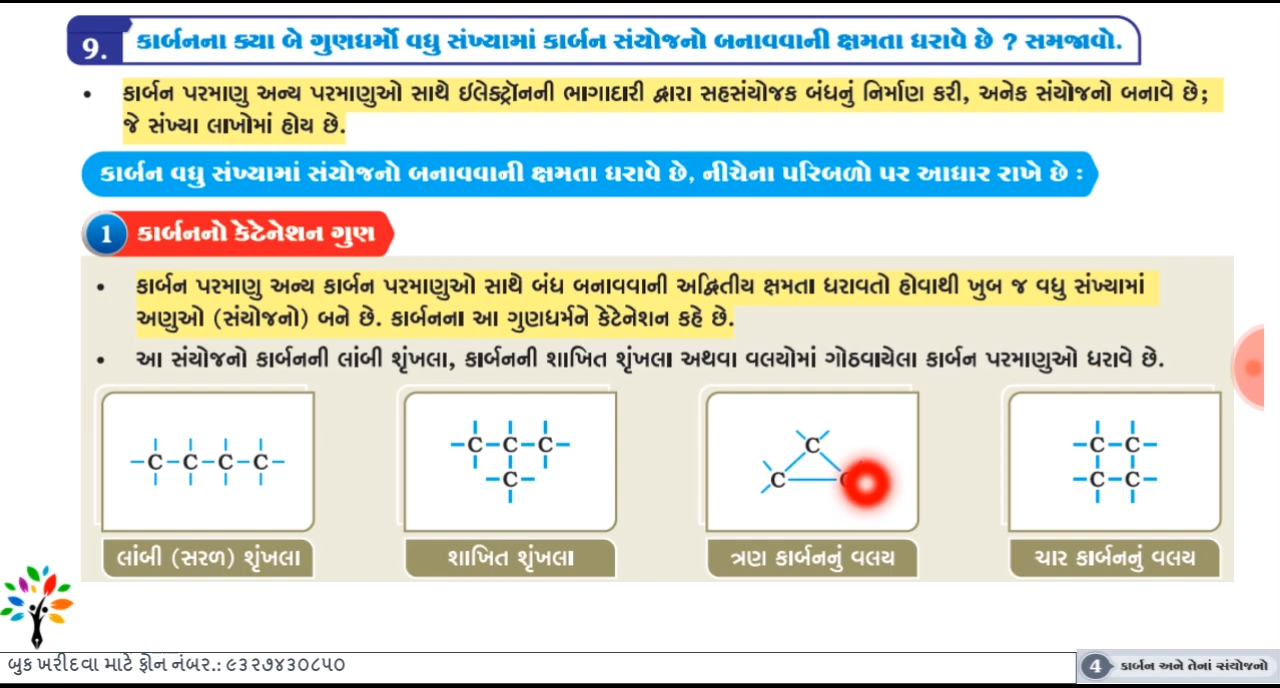 9. કાર્બનના ક્યા બે ગુણધર્મો વધુ સંખ્યામાં કાર્બન સંયોજનો બનાવવાની ક્ષમતા ધરાવે છે ? સમજાવો.
• કાર્બન પરમાણુ અન્ય પરમાણુઓ સાથે ઇલેક્ટ્રૉનની ભાગાદારી દ્વારા સહસંયોજક બંધનું નિર્માણ કરી, અનેક સંયોજનો બનાવે છે;
જે સંખ્યા લાખોમાં હોય છે.
કાર્બન વધુ સંખ્યામાં સંયોજનો બનાવવાની ક્ષમતા ધરાવે છે, નીચેના પરિબળો પર આધાર રાખે છે :
1 કાર્બનનો કેટેનેશન ગુણ
• કાર્બન પરમાણુ અન્ય કાર્બન પરમાણુઓ સાથે બંધ બનાવવાની અદ્વિતીય ક્ષમતા ધરાવતો હોવાથી ખુબ જ વધુ સંખ્યામાં
અણુઓ (સંયોજનો) બને છે. કાર્બનના આ ગુણધર્મને કેટેનેશન કહે છે.
• આ સંયોજનો કાર્બનની લાંબી શૃંખલા, કાર્બનની શાખિત શૃંખલા અથવા વલયોમાં ગોઠવાયેલા કાર્બન પરમાણુઓ ધરાવે છે.
–C–C–C–C–
–C–C–C–
–C–
C
C
–C–C–
–C–C–
લાંબી (સરળ) શૃંખલા
શાખિત શૃંખલા
ત્રણ કાર્બનનું વલય
ચાર કાર્બનનું વલય
બુક ખરીદવા માટે ફોન નંબર.: ૯૩૨૭૪૩૦૮૫૦
4 કાર્બન અને તેનાં સંયોજનો